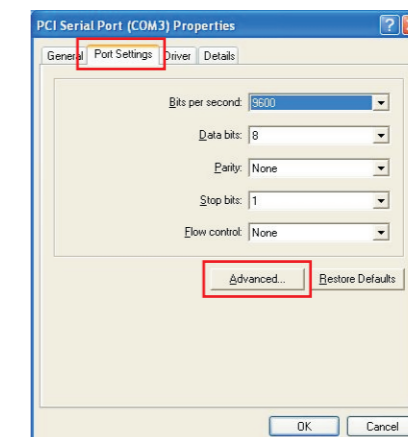 PCI Serial Port (COM3) Properties
General Port Settings Driver Details
Bits per second: 9600
Data bits: 8
Parity: None
Stop bits: 1
Flow control: None
Advanced... Restore Defaults
OK Cancel